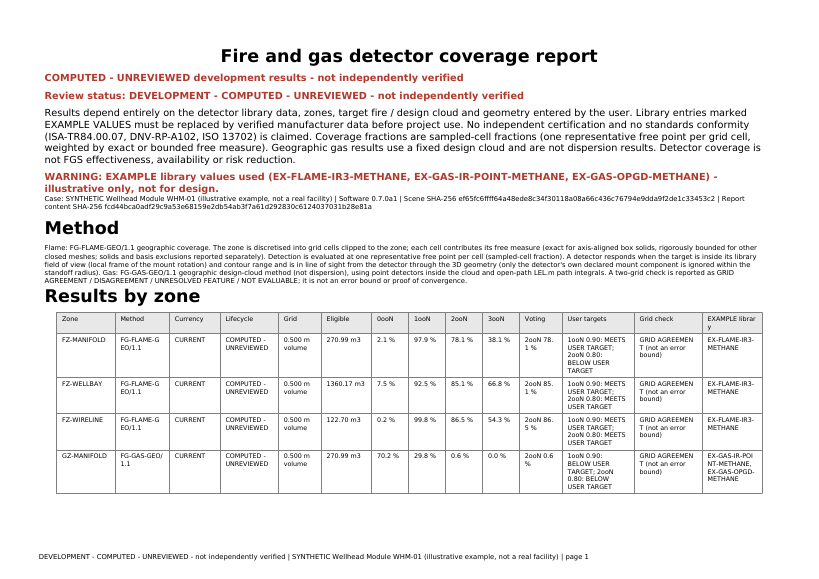 Fire and gas detector coverage report
COMPUTED - UNREVIEWED development results - not independently verified
Review status: DEVELOPMENT - COMPUTED - UNREVIEWED - not independently verified
Results depend entirely on the detector library data, zones, target fire / design cloud and geometry entered by the user. Library entries marked
EXAMPLE VALUES must be replaced by verified manufacturer data before project use. No independent certification and no standards conformity
(ISA-TR84.00.07, DNV-RP-A102, ISO 13702) is claimed. Coverage fractions are sampled-cell fractions (one representative free point per grid cell,
weighted by exact or bounded free measure). Geographic gas results use a fixed design cloud and are not dispersion results. Detector coverage is
not FGS effectiveness, availability or risk reduction.
WARNING: EXAMPLE library values used (EX-FLAME-IR3-METHANE, EX-GAS-IR-POINT-METHANE, EX-GAS-OPGD-METHANE) -
illustrative only, not for design.
Case: SYNTHETIC Wellhead Module WHM-01 (illustrative example, not a real facility) | Software 0.7.0a1 | Scene SHA-256 ef65fc6ffff64a48ede8c34f30118a08a66c436c76794e9dda9f2de1c33453c2 | Report
content SHA-256 fcd44bca0adf29c9a53e68159e2db54ab3f7a61d292830c6124037031b28e81a
Method
Flame: FG-FLAME-GEO/1.1 geographic coverage. The zone is discretised into grid cells clipped to the zone; each cell contributes its free measure (exact for axis-aligned box solids, rigorously bounded for other
closed meshes; solids and basis exclusions reported separately). Detection is evaluated at one representative free point per cell (sampled-cell fraction). A detector responds when the target is inside its library
field of view (local frame of the mount rotation) and contour range and is in line of sight from the detector through the 3D geometry (only the detector's own declared mount component is ignored within the
standoff radius). Gas: FG-GAS-GEO/1.1 geographic design-cloud method (not dispersion), using point detectors inside the cloud and open-path LEL.m path integrals. A two-grid check is reported as GRID
AGREEMENT / DISAGREEMENT / UNRESOLVED FEATURE / NOT EVALUABLE; it is not an error bound or proof of convergence.
Results by zone
Zone Method Currency Lifecycle Grid Eligible 0ooN 1ooN 2ooN 3ooN Voting User targets Grid check EXAMPLE librar
y
FZ-MANIFOLD FG-FLAME-G CURRENT COMPUTED - 0.500 m 270.99 m3 2.1 % 97.9 % 78.1 % 38.1 % 2ooN 78. 1ooN 0.90: MEETS GRID AGREEMEN EX-FLAME-IR3-
EO/1.1 UNREVIEWED volume 1 % USER TARGET; T (not an error METHANE
2ooN 0.80: bound)
BELOW USER
TARGET
FZ-WELLBAY FG-FLAME-G CURRENT COMPUTED - 0.500 m 1360.17 m3 7.5 % 92.5 % 85.1 % 66.8 % 2ooN 85. 1ooN 0.90: MEETS GRID AGREEMEN EX-FLAME-IR3-
EO/1.1 UNREVIEWED volume 1 % USER TARGET; T (not an error METHANE
2ooN 0.80: MEETS bound)
USER TARGET
FZ-WIRELINE FG-FLAME-G CURRENT COMPUTED - 0.500 m 122.70 m3 0.2 % 99.8 % 86.5 % 54.3 % 2ooN 86. 1ooN 0.90: MEETS GRID AGREEMEN EX-FLAME-IR3-
EO/1.1 UNREVIEWED volume 5 % USER TARGET; T (not an error METHANE
2ooN 0.80: MEETS bound)
USER TARGET
GZ-MANIFOLD FG-GAS-GEO/ CURRENT COMPUTED - 0.500 m 270.99 m3 70.2 % 29.8 % 0.6 % 0.0 % 2ooN 0.6 1ooN 0.90: GRID AGREEMEN EX-GAS-IR-POI
1.1 UNREVIEWED volume % BELOW USER T (not an error NT-METHANE,
TARGET; 2ooN bound) EX-GAS-OPGD-
0.80: BELOW METHANE
USER TARGET
DEVELOPMENT - COMPUTED - UNREVIEWED - not independently verified | SYNTHETIC Wellhead Module WHM-01 (illustrative example, not a real facility) | page 1